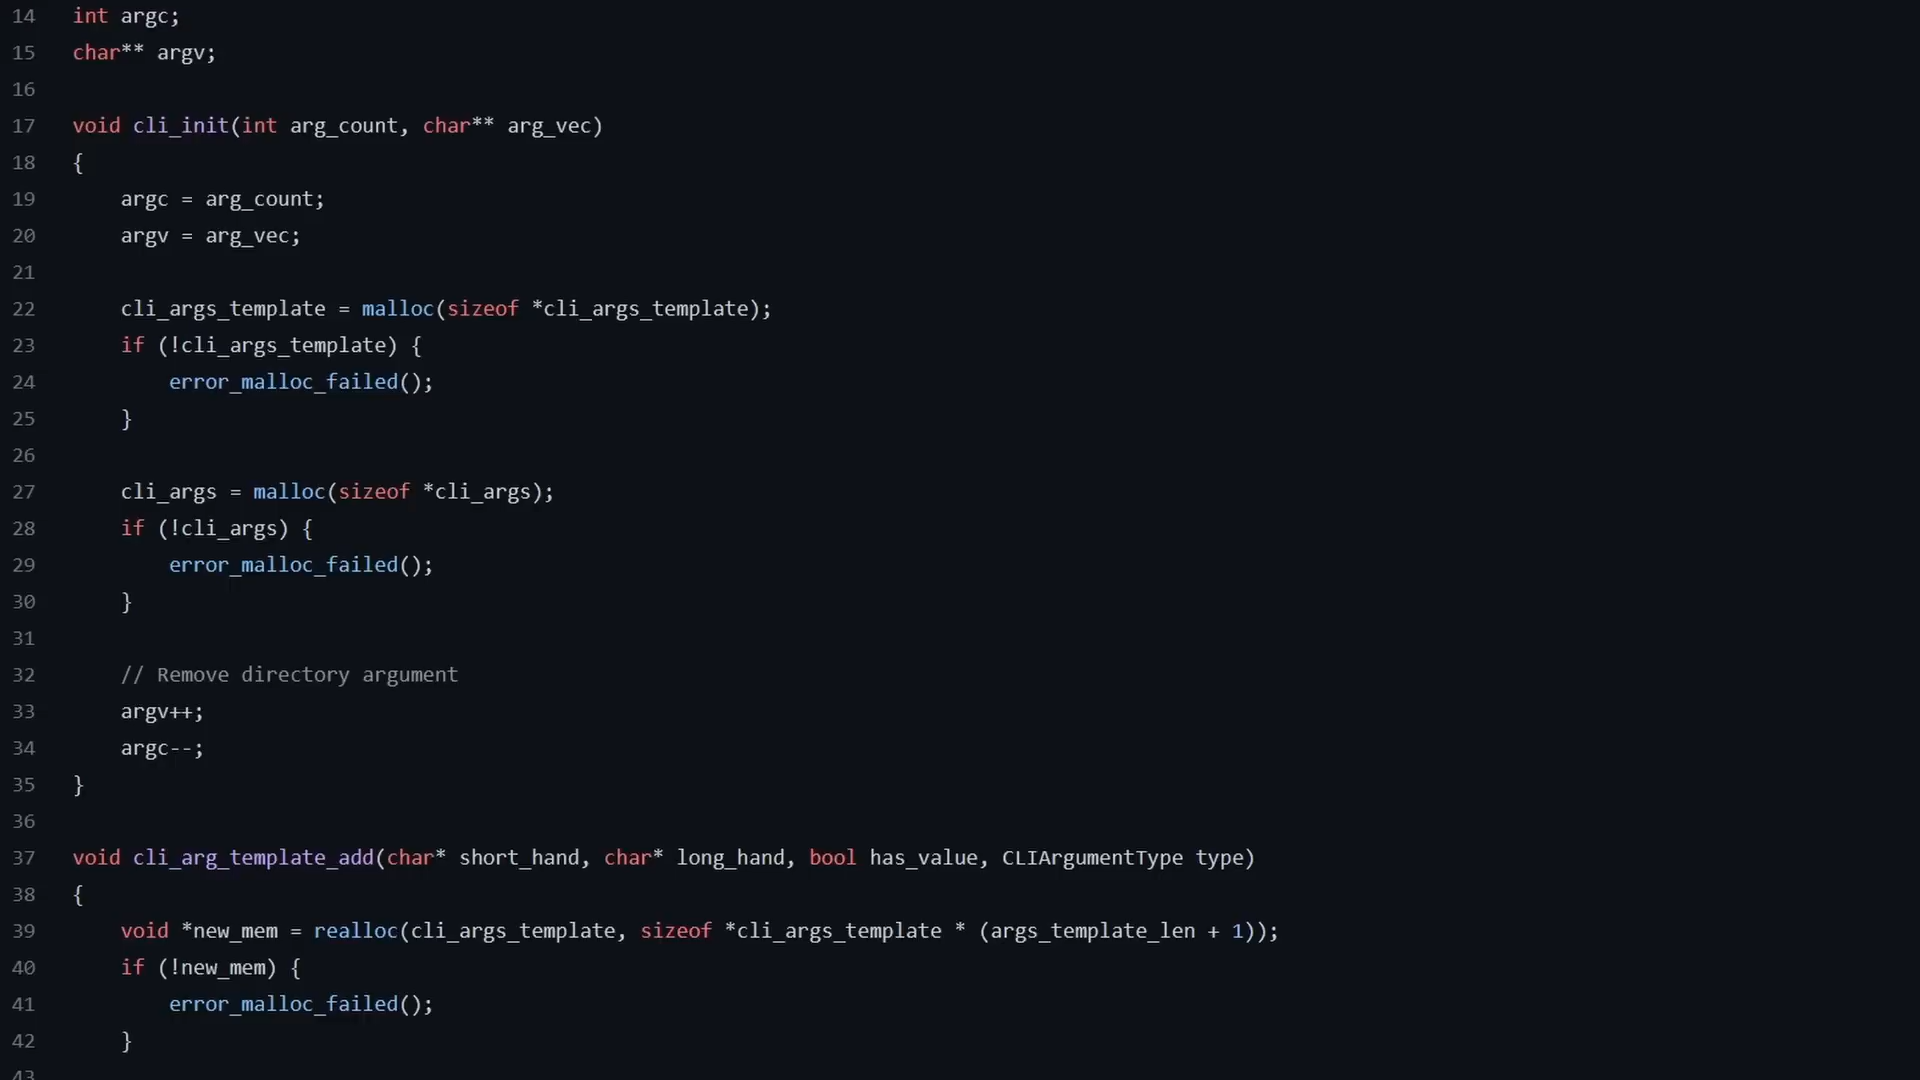 14 int argc;
15 char** argv;
16
17 void cli_init(int arg_count, char** arg_vec)
18 {
19     argc = arg_count;
20     argv = arg_vec;
21
22     cli_args_template = malloc(sizeof *cli_args_template);
23     if (!cli_args_template) {
24         error_malloc_failed();
25     }
26
27     cli_args = malloc(sizeof *cli_args);
28     if (!cli_args) {
29         error_malloc_failed();
30     }
31
32     // Remove directory argument
33     argv++;
34     argc--;
35 }
36
37 void cli_arg_template_add(char* short_hand, char* long_hand, bool has_value, CLIArgumentType type)
38 {
39     void *new_mem = realloc(cli_args_template, sizeof *cli_args_template * (args_template_len + 1));
40     if (!new_mem) {
41         error_malloc_failed();
42     }
43